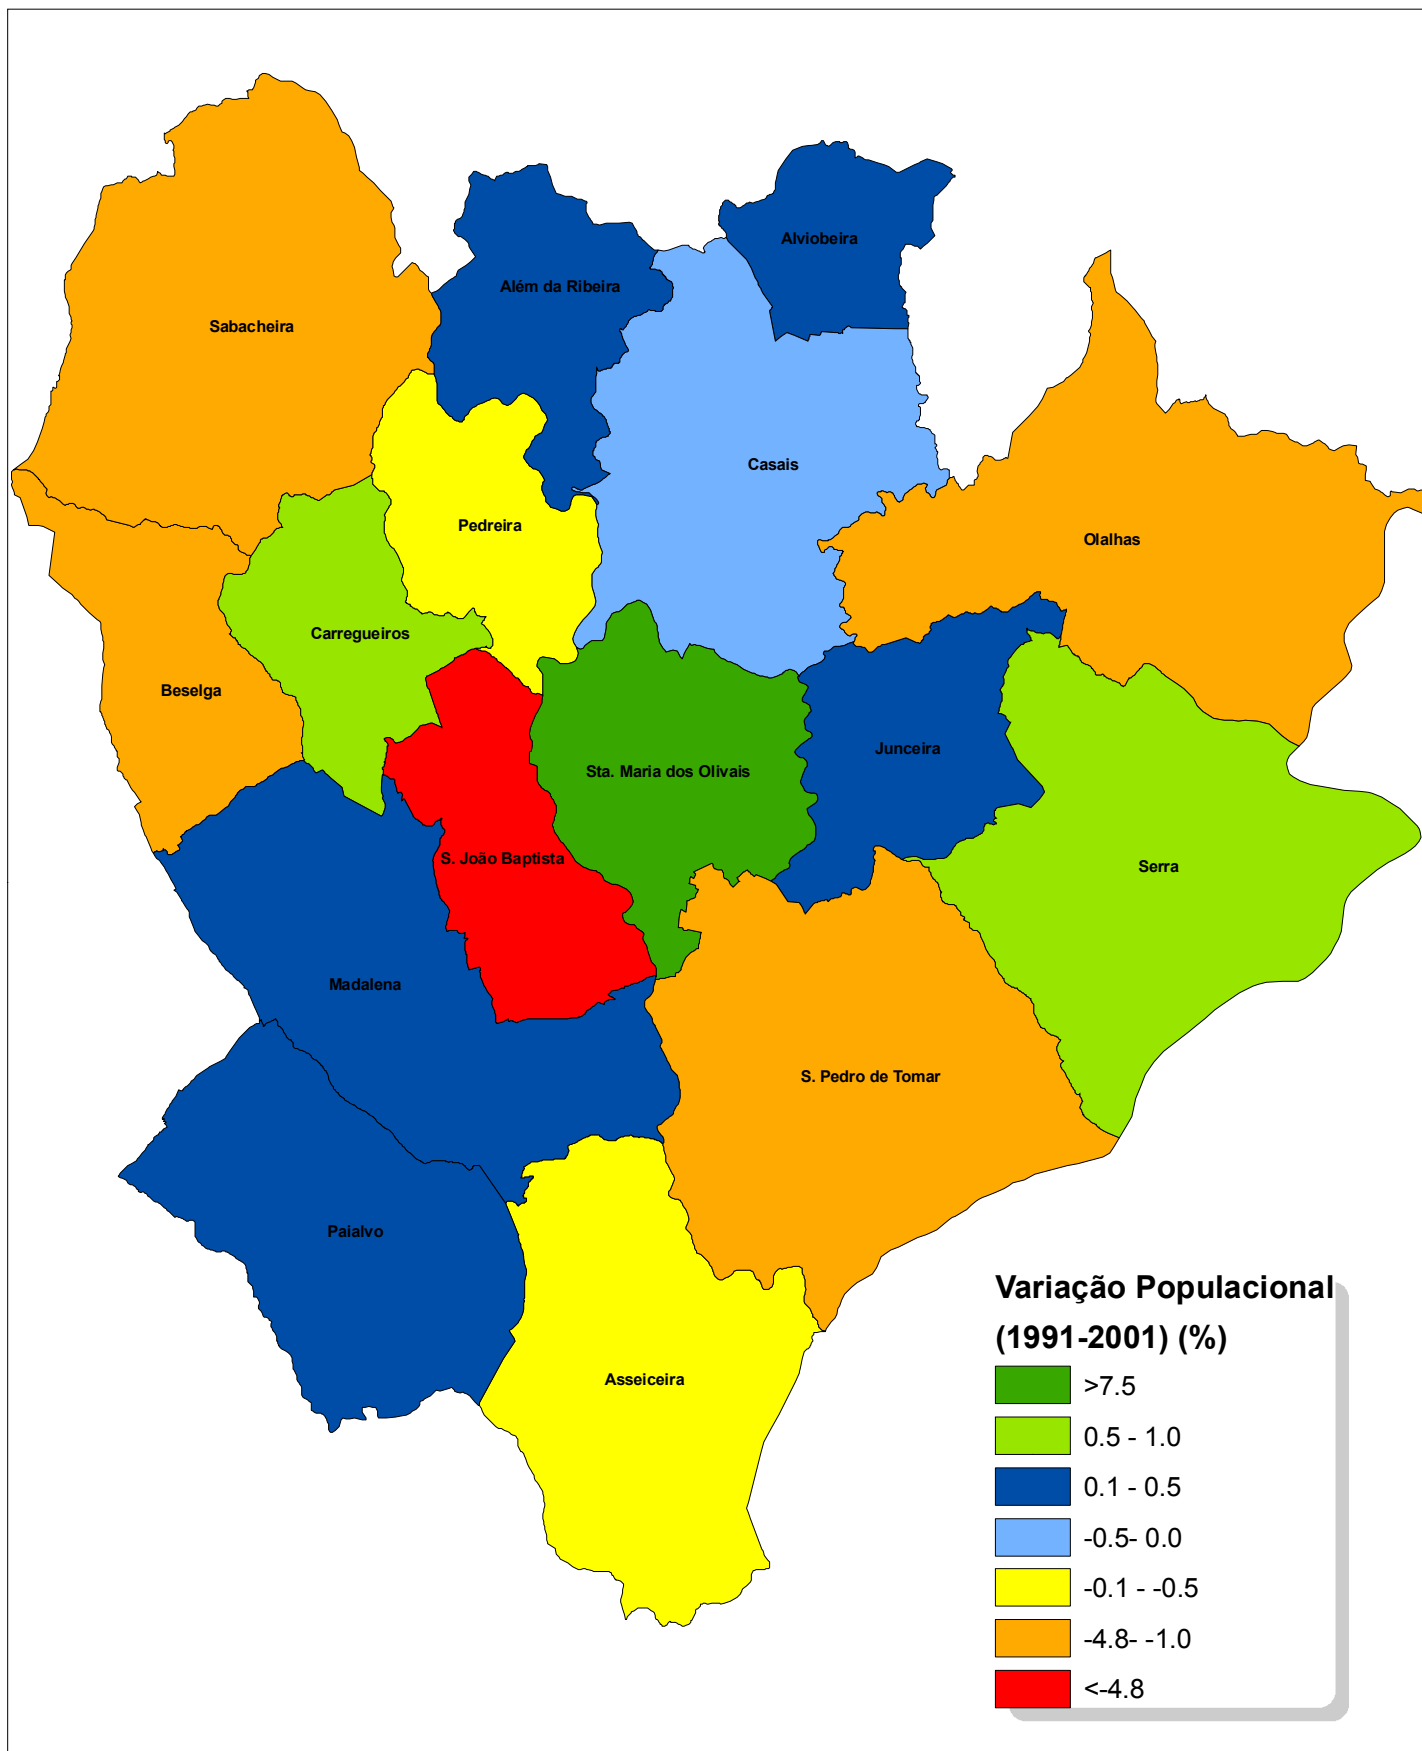 Alviobeira
Além da Ribeira
Sabacheira
Casais
Pedreira
Olalhas
Carregueiros
Beselga
Junceira
Sta. Maria dos Olivais
S. João Baptista
Serra
Madalena
S. Pedro de Tomar
Paialvo
Asseiceira
Variação Populacional
(1991-2001) (%)
>7.5
0.5 - 1.0
0.1 - 0.5
-0.5- 0.0
-0.1 - -0.5
-4.8- -1.0
<-4.8